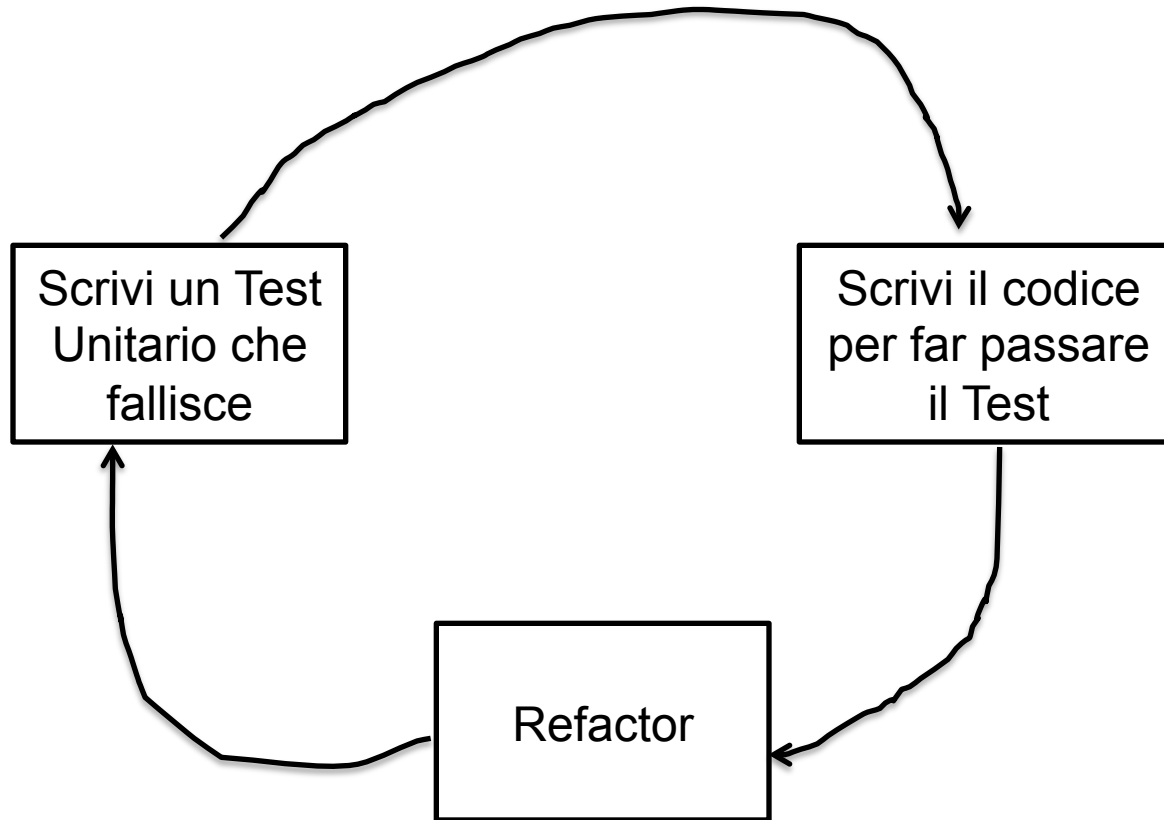 Scrivi un Test
Unitario che
fallisce
Scrivi il codice
per far passare
il Test
Refactor